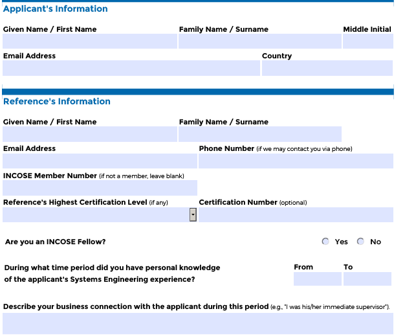 Applicant's Information
Given Name / First Name Family Name / Surname Middle Initial
Email Address Country
Reference's Information
Given Name / First Name Family Name / Surname
Email Address Phone Number (if we may contact you via phone)
INCOSE Member Number (if not a member, leave blank)
Reference's Highest Certification Level (if any) Certification Number (optional)
Are you an INCOSE Fellow? Yes No
During what time period did you have personal knowledge From To
of the applicant's Systems Engineering experience?
Describe your business connection with the applicant during this period (e.g., "I was his/her immediate supervisor").